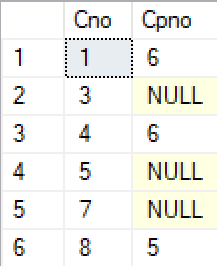 Cno Cpno
1 1 6
2 3 NULL
3 4 6
4 5 NULL
5 7 NULL
6 8 5